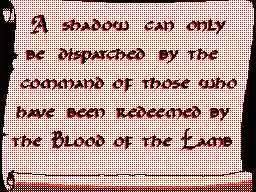 A shadow can only
be dispatched by the
command of those who
have been redeemed by
the Blood of the Lamb